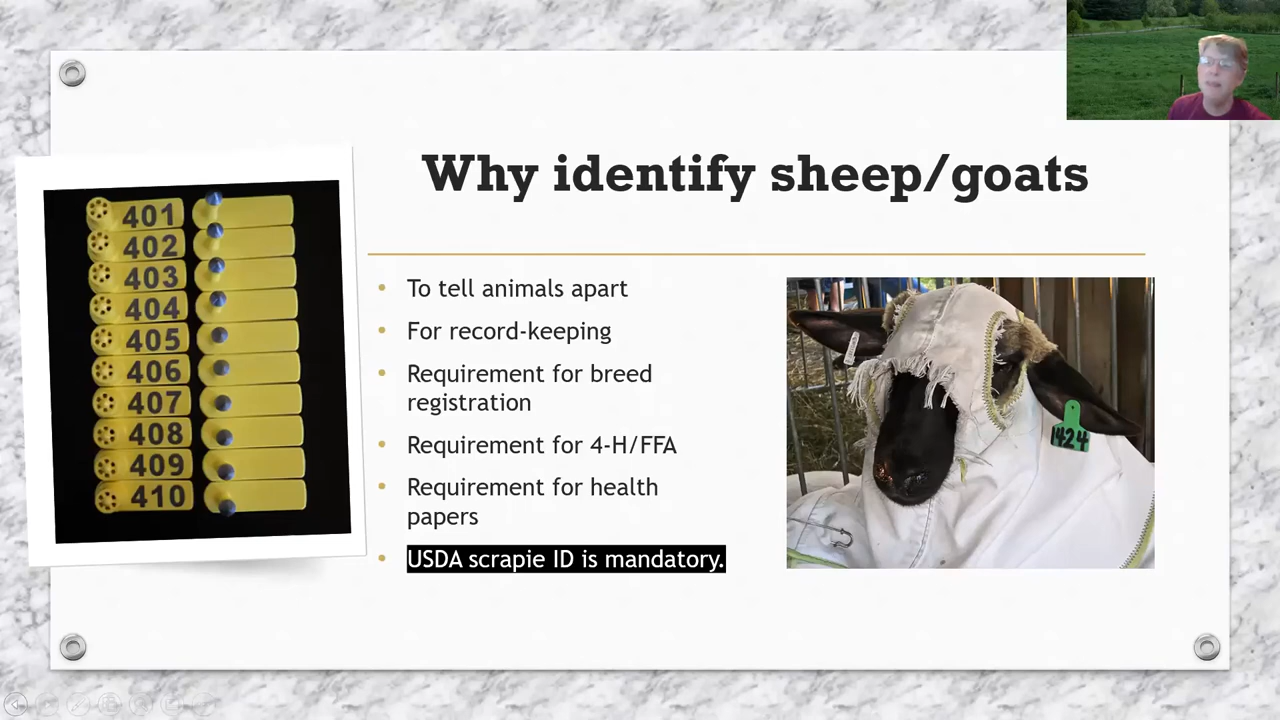 Why identify sheep/goats
401
402
403
404
405
406
407
408
409
410
• To tell animals apart
• For record-keeping
• Requirement for breed
registration
• Requirement for 4-H/FFA
• Requirement for health
papers
• USDA scrapie ID is mandatory.
1424